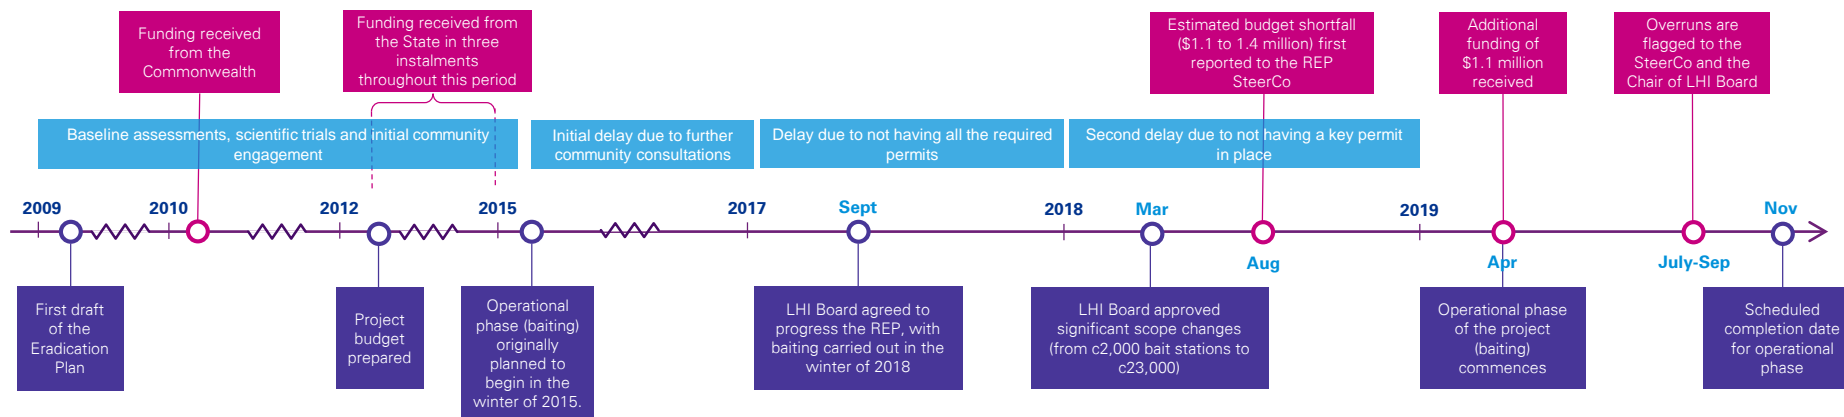 Funding received
from the
Commonwealth
Funding received from
the State in three
instalments
throughout this period
Estimated budget shortfall
($1.1 to 1.4 million) first
reported to the REP
SteerCo
Additional
funding of
$1.1 million
received
Overruns are
flagged to the
SteerCo and the
Chair of LHI Board
Baseline assessments, scientific trials and initial community
engagement
Initial delay due to further
community consultations
Delay due to not having all the required
permits
Second delay due to not having a key permit
in place
2009
2010
2012
2015
2017
Sept
2018
Mar
2019
Nov
Aug
Apr
July-Sep
First draft
of the
Eradication
Plan
Project
budget
prepared
Operational
phase (baiting)
originally
planned to
begin in the
winter of 2015.
LHI Board agreed to
progress the REP, with
baiting carried out in the
winter of 2018
LHI Board approved
significant scope changes
(from c2,000 bait stations to
c23,000)
Operational phase
of the project
(baiting)
commences
Scheduled
completion date
for operational
phase